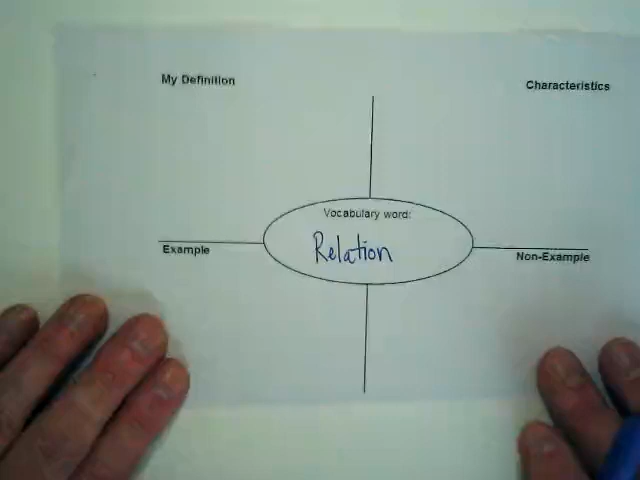 My Definition
Characteristics
Vocabulary word:
Relation
Example
Non-Example